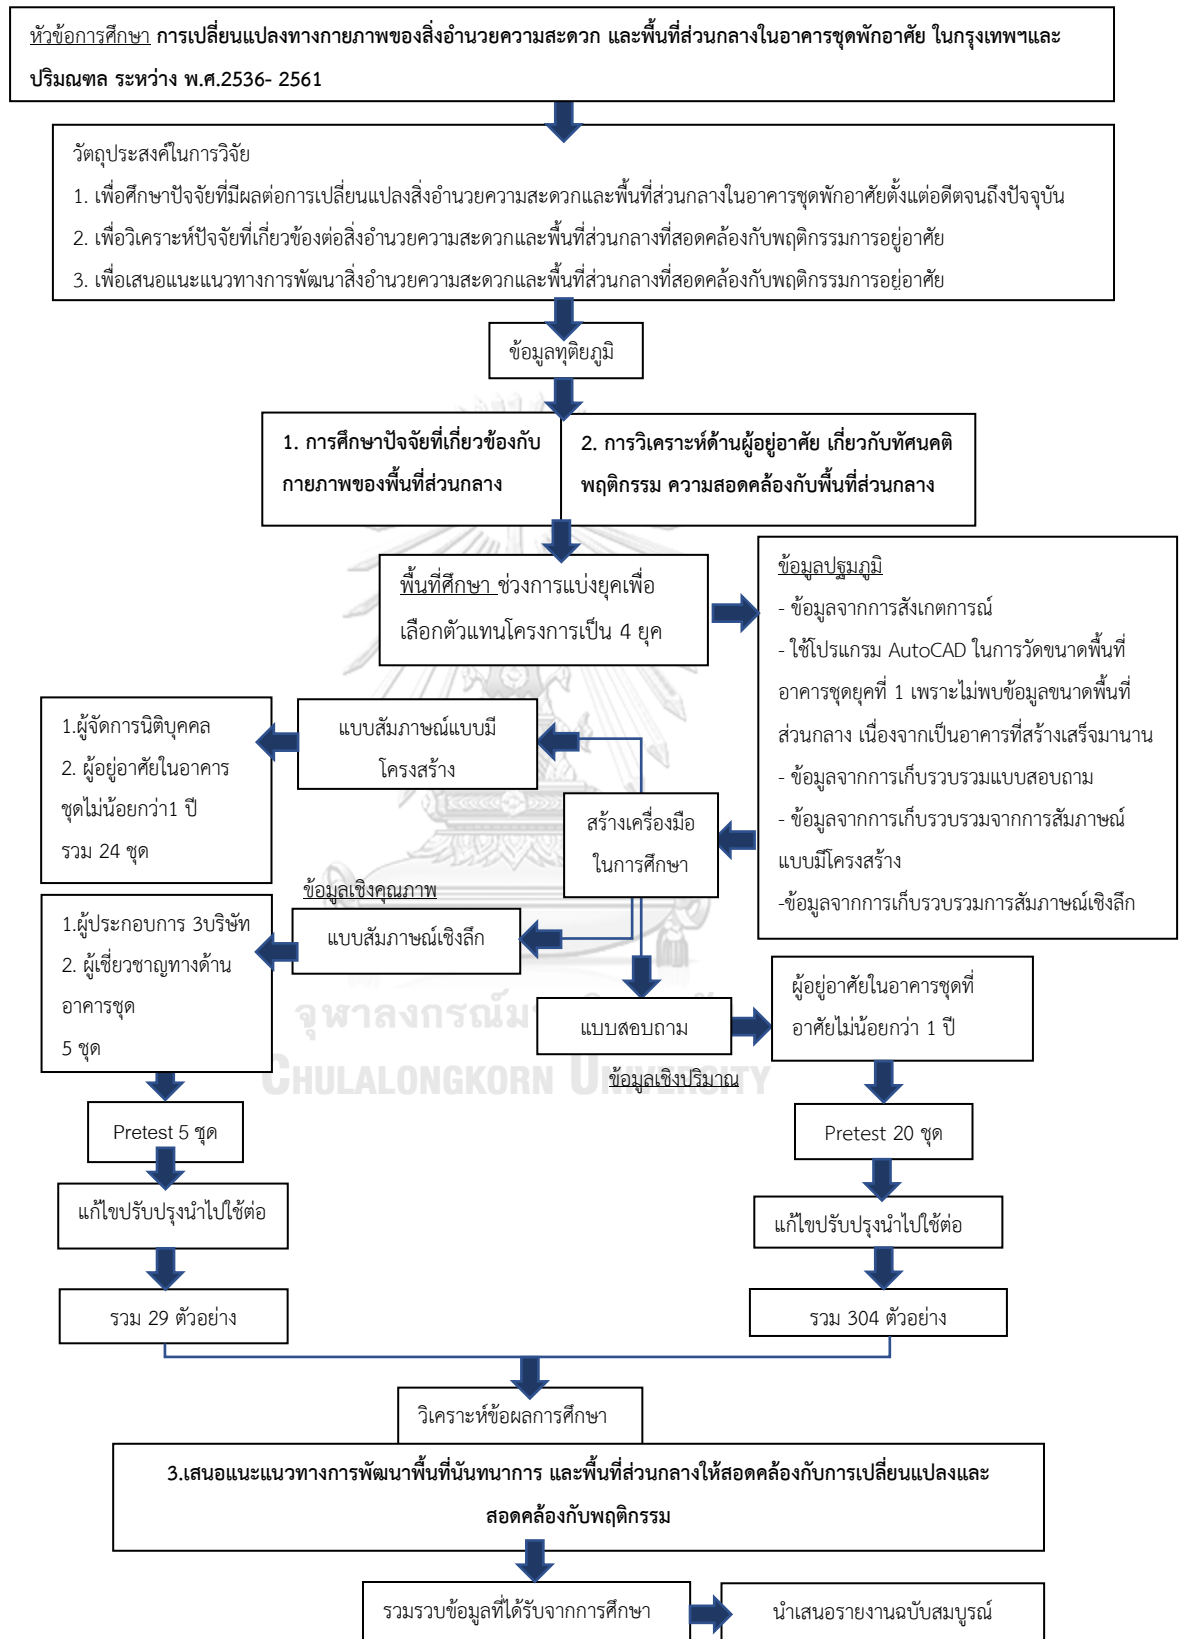 หัวข้อการศึกษา การเปลี่ยนแปลงทางกายภาพของสิ่งอำนวยความสะดวก และพื้นที่ส่วนกลางในอาคารชุดพักอาศัย ในกรุงเทพฯและ
ปริมณฑล ระหว่าง พ.ศ.2536- 2561
วัตถุประสงค์ในการวิจัย
1. เพื่อศึกษาปัจจัยที่มีผลต่อการเปลี่ยนแปลงสิ่งอำนวยความสะดวกและพื้นที่ส่วนกลางในอาคารชุดพักอาศัยตั้งแต่อดีตจนถึงปัจจุบัน
2. เพื่อวิเคราะห์ปัจจัยที่เกี่ยวข้องต่อสิ่งอำนวยความสะดวกและพื้นที่ส่วนกลางที่สอดคล้องกับพฤติกรรมการอยู่อาศัย
3. เพื่อเสนอแนะแนวทางการพัฒนาสิ่งอำนวยความสะดวกและพื้นที่ส่วนกลางที่สอดคล้องกับพฤติกรรมการอยู่อาศัย
ข้อมูลทุติยภูมิ
1. การศึกษาปัจจัยที่เกี่ยวข้องกับ
กายภาพของพื้นที่ส่วนกลาง
2. การวิเคราะห์ด้านผู้อยู่อาศัย เกี่ยวกับทัศนคติ
พฤติกรรม ความสอดคล้องกับพื้นที่ส่วนกลาง
พื้นที่ศึกษา ช่วงการแบ่งยุคเพื่อ
เลือกตัวแทนโครงการเป็น 4 ยุค
ข้อมูลปฐมภูมิ
- ข้อมูลจากการสังเกตการณ์
- ใช้โปรแกรม AutoCAD ในการวัดขนาดพื้นที่
อาคารชุดยุคที่ 1 เพราะไม่พบข้อมูลขนาดพื้นที่
ส่วนกลาง เนื่องจากเป็นอาคารที่สร้างเสร็จมานาน
- ข้อมูลจากการเก็บรวบรวมแบบสอบถาม
- ข้อมูลจากการเก็บรวบรวมจากการสัมภาษณ์
แบบมีโครงสร้าง
-ข้อมูลจากการเก็บรวบรวมการสัมภาษณ์เชิงลึก
สร้างเครื่องมือ
ในการศึกษา
แบบสัมภาษณ์แบบมี
โครงสร้าง
1.ผู้จัดการนิติบุคคล
2. ผู้อยู่อาศัยในอาคาร
ชุดไม่น้อยกว่า1 ปี
รวม 24 ชุด
ข้อมูลเชิงคุณภาพ
แบบสัมภาษณ์เชิงลึก
1.ผู้ประกอบการ 3บริษัท
2. ผู้เชี่ยวชาญทางด้าน
อาคารชุด
5 ชุด
แบบสอบถาม
ข้อมูลเชิงปริมาณ
ผู้อยู่อาศัยในอาคารชุดที่
อาศัยไม่น้อยกว่า 1 ปี
CHULALONGKORN UNIVERSITY
Pretest 5 ชุด
Pretest 20 ชุด
แก้ไขปรับปรุงนำไปใช้ต่อ
แก้ไขปรับปรุงนำไปใช้ต่อ
รวม 29 ตัวอย่าง
รวม 304 ตัวอย่าง
วิเคราะห์ข้อผลการศึกษา
3.เสนอแนะแนวทางการพัฒนาพื้นที่นันทนาการ และพื้นที่ส่วนกลางให้สอดคล้องกับการเปลี่ยนแปลงและ
สอดคล้องกับพฤติกรรม
รวมรวบข้อมูลที่ได้รับจากการศึกษา
นำเสนอรายงานฉบับสมบูรณ์